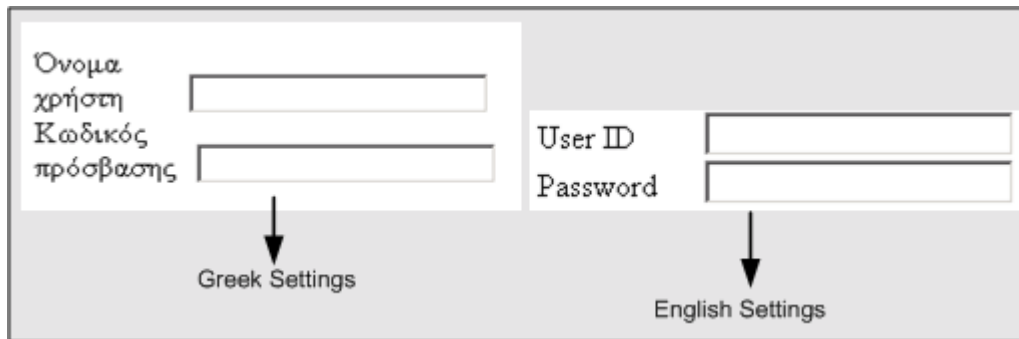 Όνομα
χρήστη
Κωδικός
πρόσβασης
Greek Settings
User ID
Password
English Settings